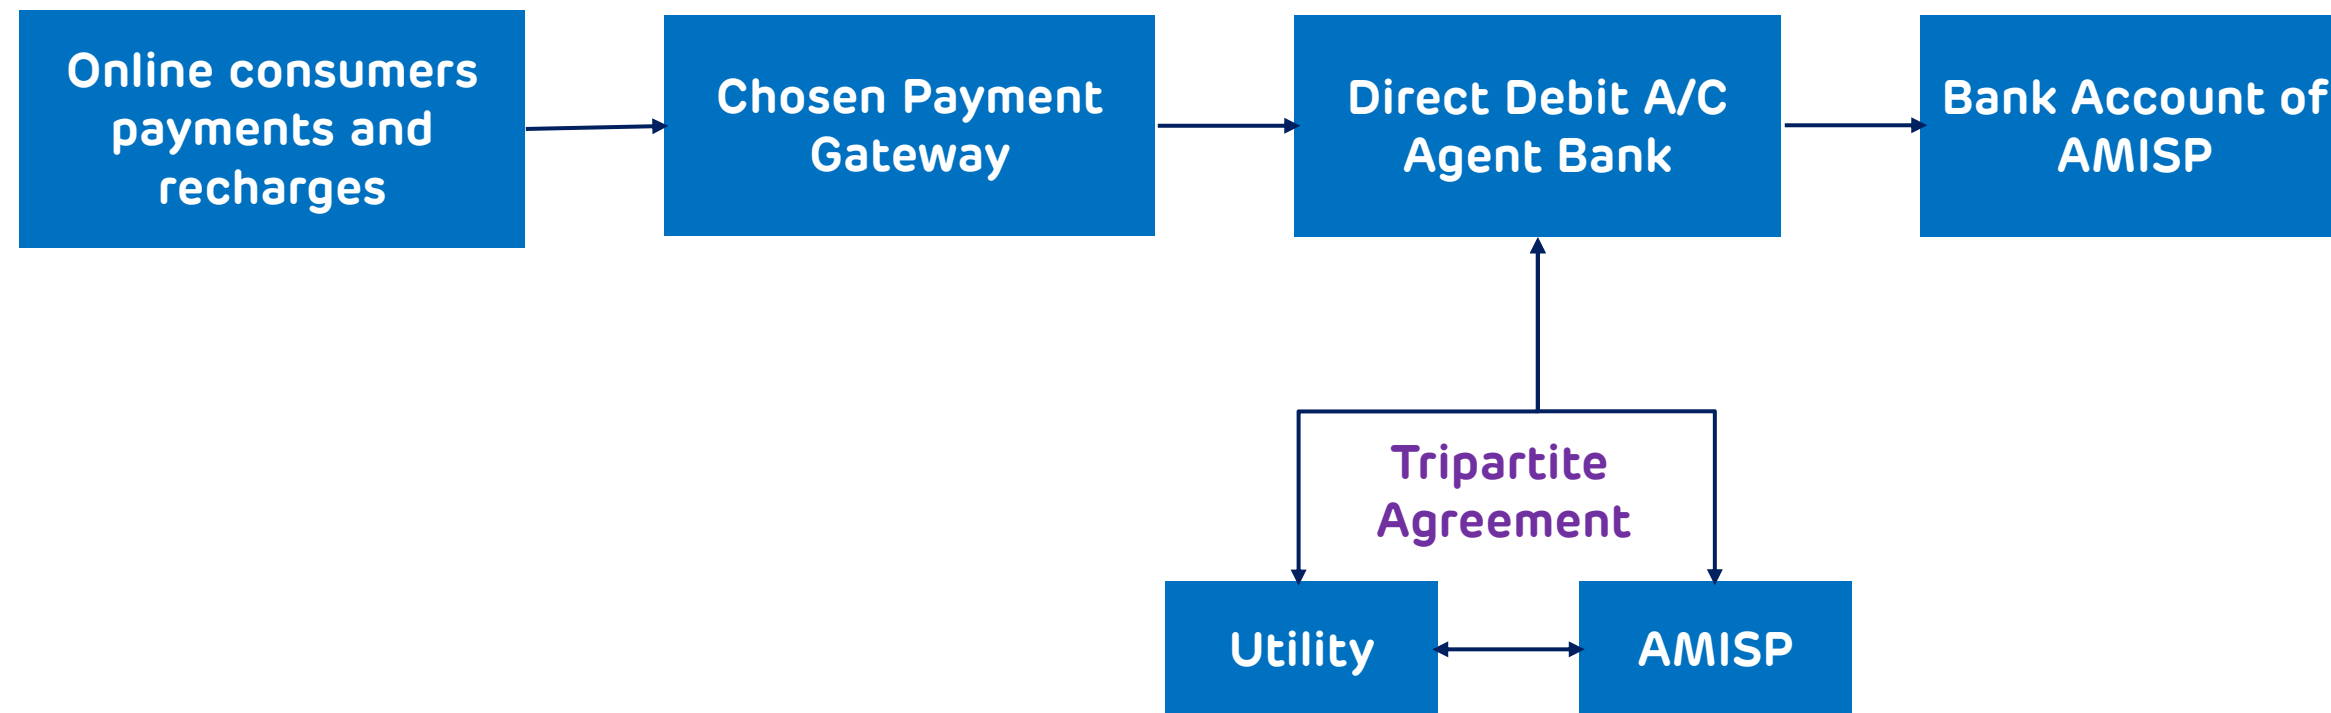 Online consumers
payments and
recharges
Chosen Payment
Gateway
Direct Debit A/C
Agent Bank
Bank Account of
AMISP
Tripartite
Agreement
Utility
AMISP